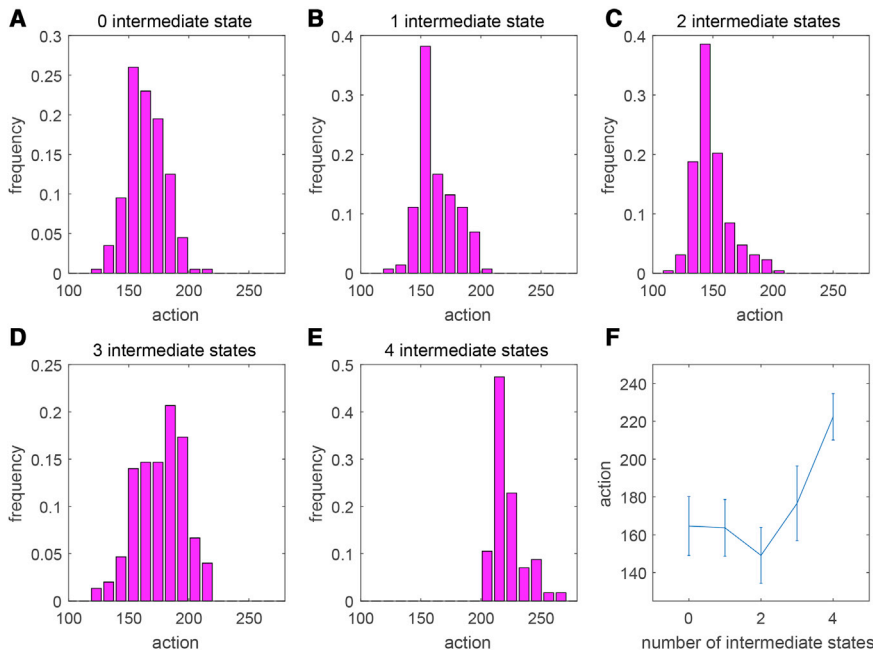 A
0 intermediate state
0.3
0.25
0.2
0.15
0.1
0.05
0
frequency
100 150 200 250
action
B
1 intermediate state
0.4
0.3
0.2
0.1
0
frequency
100 150 200 250
action
C
2 intermediate states
0.4
0.3
0.2
0.1
0
frequency
100 150 200 250
action
D
3 intermediate states
0.25
0.2
0.15
0.1
0.05
0
frequency
100 150 200 250
action
E
4 intermediate states
0.5
0.4
0.3
0.2
0.1
0
frequency
100 150 200 250
action
F
240
220
200
180
160
140
action
0 2 4
number of intermediate states